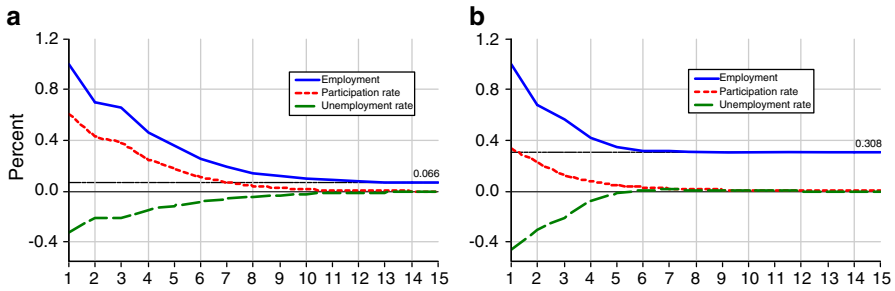 a
1.2
0.8
0.4
0.0
-0.4
Percent
Employment
Participation rate
Unemployment rate
0.066
1 2 3 4 5 6 7 8 9 10 11 12 13 14 15
b
1.2
0.8
0.4
0.0
-0.4
Employment
Participation rate
Unemployment rate
0.308
1 2 3 4 5 6 7 8 9 10 11 12 13 14 15